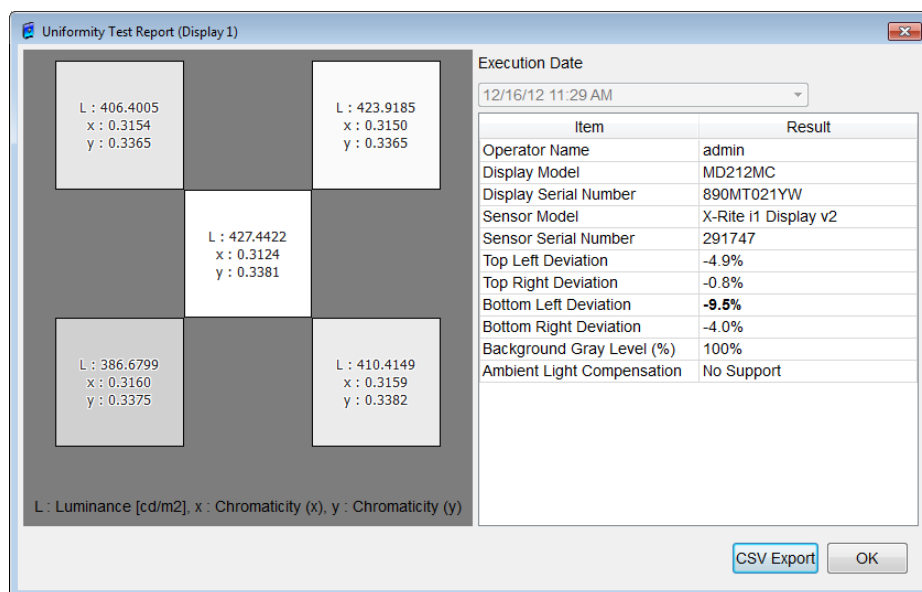 Uniformity Test Report (Display 1)
L : 406.4005
x : 0.3154
y : 0.3365
L : 423.9185
x : 0.3150
y : 0.3365
L : 427.4422
x : 0.3124
y : 0.3381
L : 386.6799
x : 0.3160
y : 0.3375
L : 410.4149
x : 0.3159
y : 0.3382
L : Luminance [cd/m2], x : Chromaticity (x), y : Chromaticity (y)
Execution Date
12/16/12 11:29 AM
Item Result
Operator Name admin
Display Model MD212MC
Display Serial Number 890MT021YW
Sensor Model X-Rite i1 Display v2
Sensor Serial Number 291747
Top Left Deviation -4.9%
Top Right Deviation -0.8%
Bottom Left Deviation -9.5%
Bottom Right Deviation -4.0%
Background Gray Level (%) 100%
Ambient Light Compensation No Support
CSV Export OK